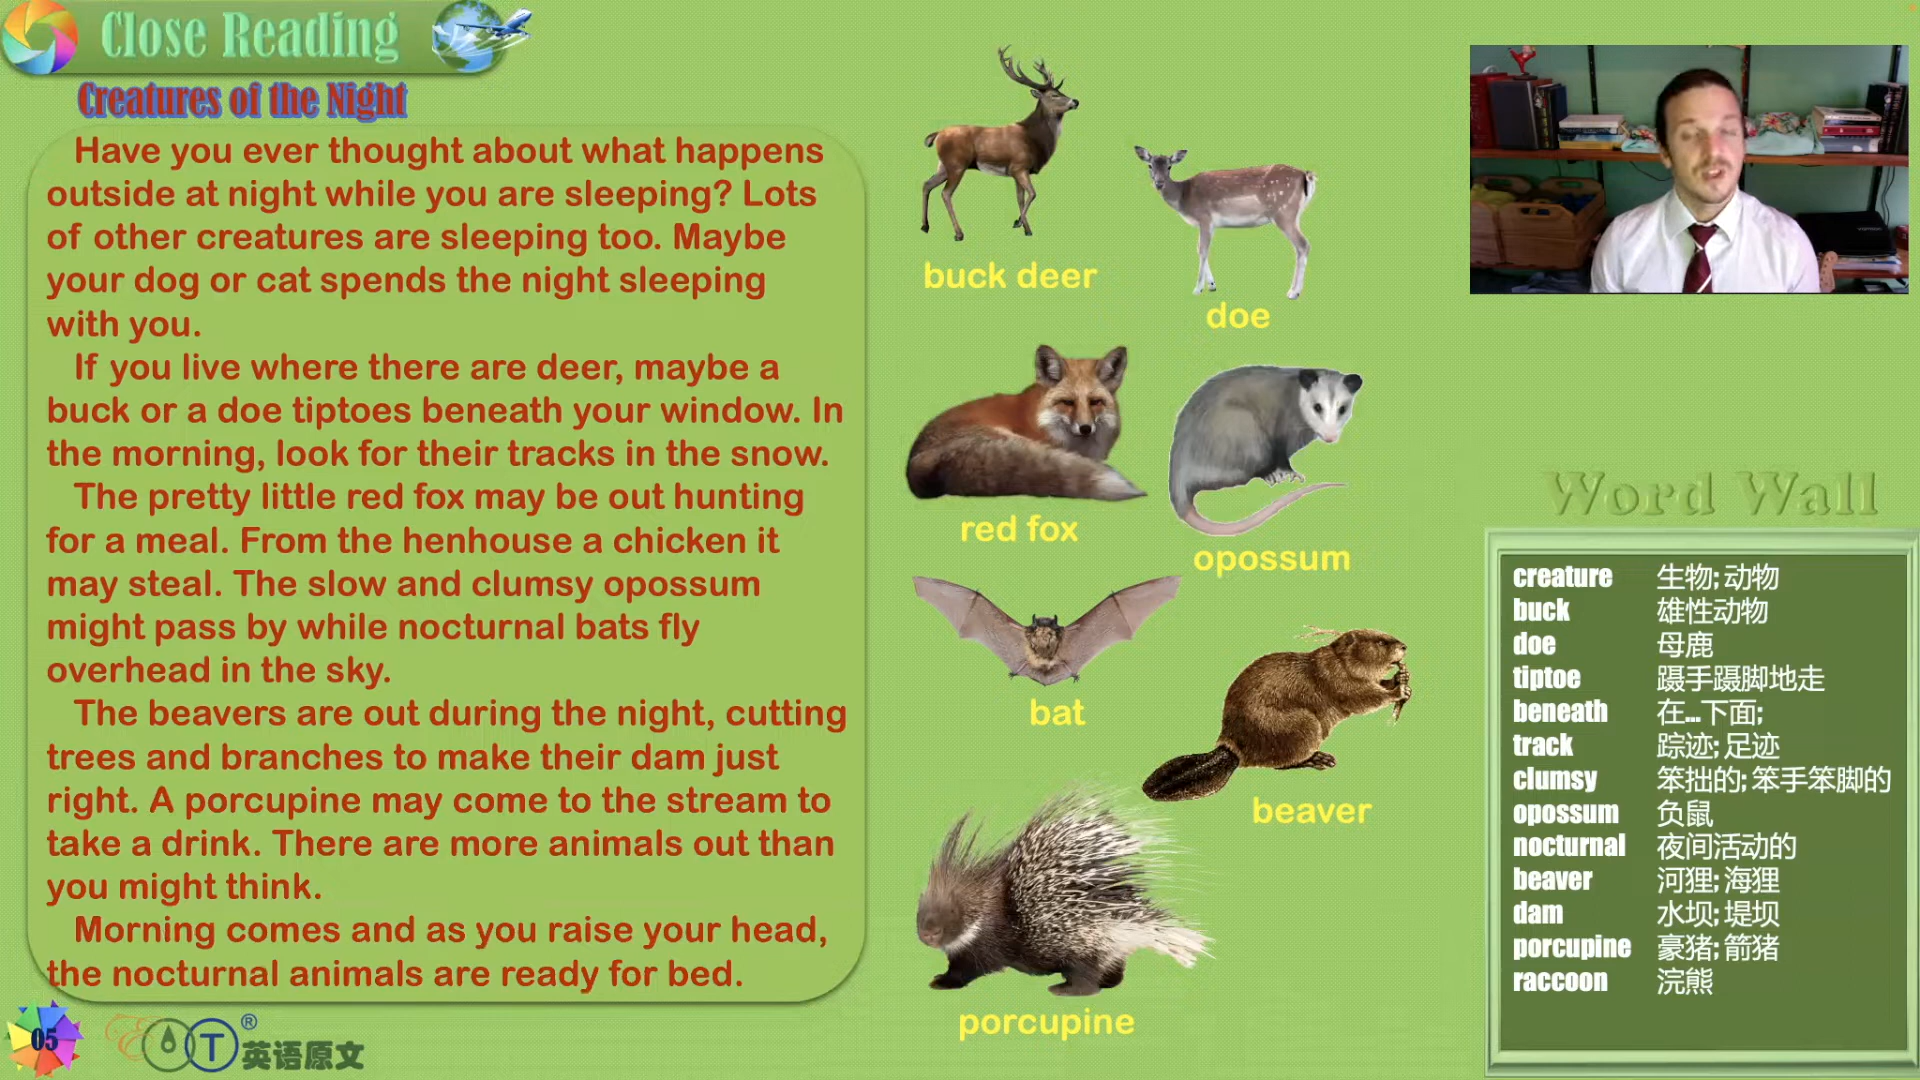 Close Reading
Creatures of the Night
Have you ever thought about what happens
outside at night while you are sleeping? Lots
of other creatures are sleeping too. Maybe
your dog or cat spends the night sleeping
with you.
If you live where there are deer, maybe a
buck or a doe tiptoes beneath your window. In
the morning, look for their tracks in the snow.
The pretty little red fox may be out hunting
for a meal. From the henhouse a chicken it
may steal. The slow and clumsy opossum
might pass by while nocturnal bats fly
overhead in the sky.
The beavers are out during the night, cutting
trees and branches to make their dam just
right. A porcupine may come to the stream to
take a drink. There are more animals out than
you might think.
Morning comes and as you raise your head,
the nocturnal animals are ready for bed.
05
T®英语原文
buck deer
doe
red fox
opossum
bat
beaver
porcupine
Word Wall
creature 生物; 动物
buck 雄性动物
doe 母鹿
tiptoe 蹑手蹑脚地走
beneath 在...下面;
track 踪迹; 足迹
clumsy 笨拙的; 笨手笨脚的
opossum 负鼠
nocturnal 夜间活动的
beaver 河狸; 海狸
dam 水坝; 堤坝
porcupine 豪猪; 箭猪
raccoon 浣熊